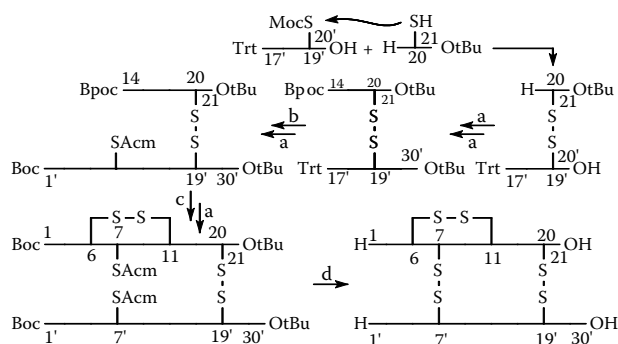 MocS SH
20' 21
Trt OH + H OtBu
17' 19' 20
14 20 Bpoc 14 20 OtBu H 20 OtBu
Bpoc OtBu 21 21
21
S S b a S
S S a a S
SAcm 30' 20'
Boc OtBu Trt OtBu Trt OH
1' 19' 30' 17' 19' 17' 19'
c a
S S S S
1 7 20 1 7 20
Boc OtBu H OH
6 11 21 6 11 21
SAcm S d S S
SAcm S S S
Boc OtBu H OH
1' 7' 19' 30' 1' 7' 19' 30'